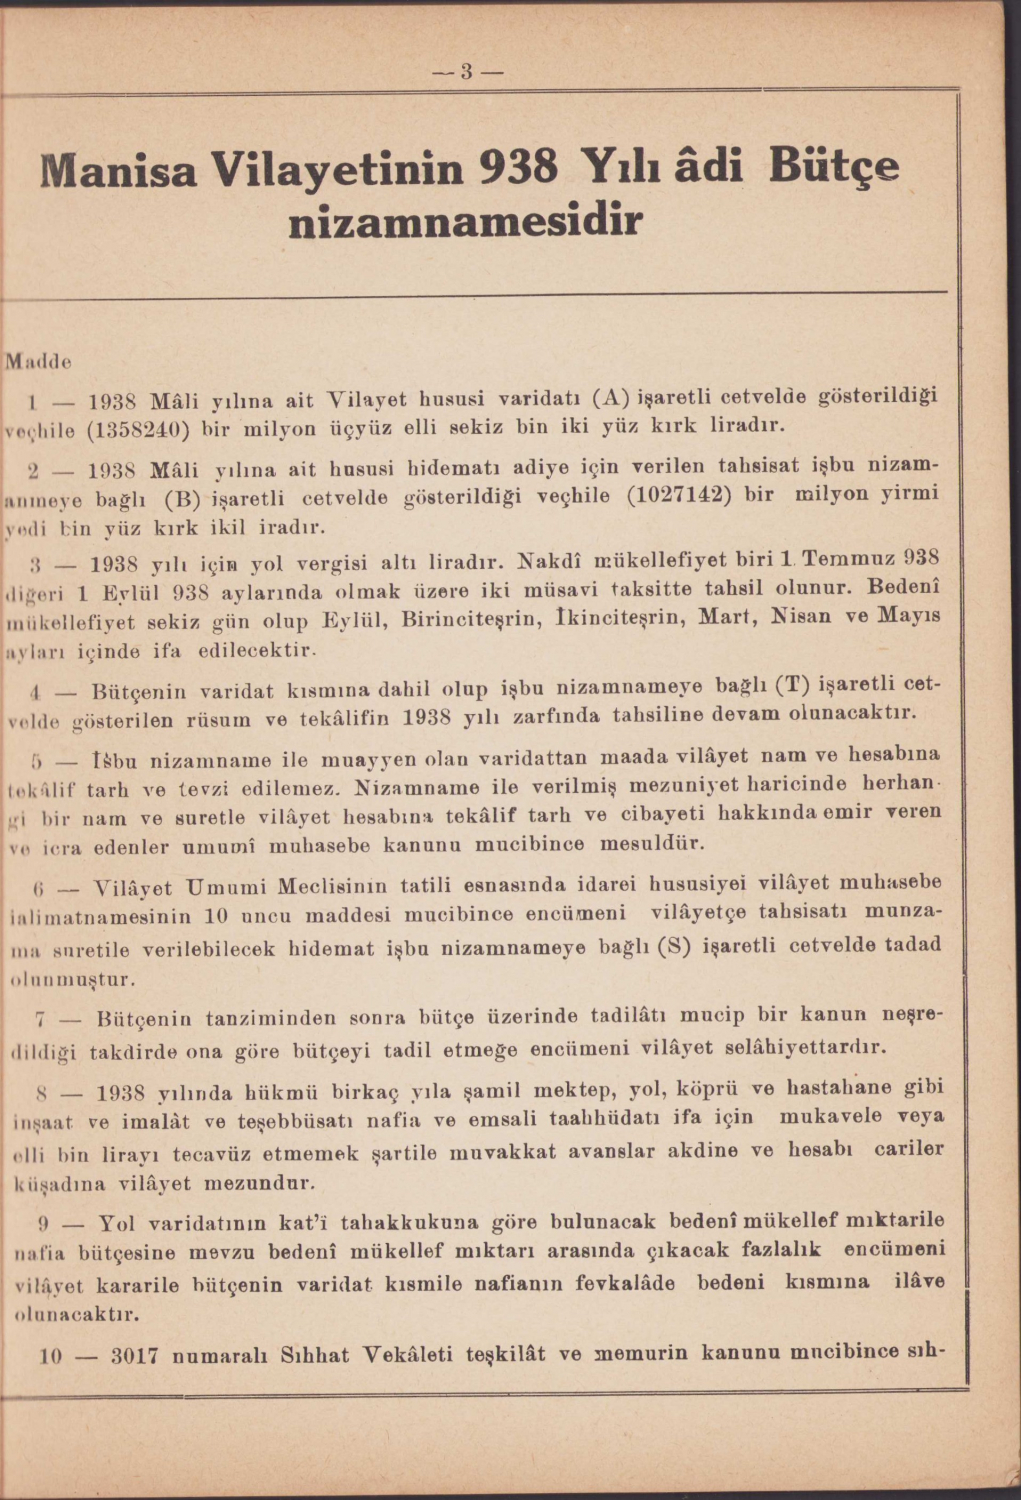 — 3 —
Manisa Vilayetinin 938 Yılı âdi Bütçe
nizamnamesidir
Madde
1 — 1938 Mâli yılına ait Vilayet hususi varidatı (A) işaretli cetvelde gösterildiği
veçhile (1358240) bir milyon üçyüz elli sekiz bin iki yüz kırk liradır.
2 — 1938 Mâli yılına ait hususi hidematı adiye için verilen tahsisat işbu nizam-
anmeye bağlı (B) işaretli cetvelde gösterildiği veçhile (1027142) bir milyon yirmi
yedi bin yüz kırk ikil iradır.
3 — 1938 yılı için yol vergisi altı liradır. Nakdî mükellefiyet biri 1 Temmuz 938
diğeri 1 Eylül 938 aylarında olmak üzere iki müsavi taksitte tahsil olunur. Bedenî
mükellefiyet sekiz gün olup Eylül, Birinciteşrin, İkinciteşrin, Mart, Nisan ve Mayıs
ayları içinde ifa edilecektir.
4 — Bütçenin varidat kısmına dahil olup işbu nizamnameye bağlı (T) işaretli cet-
velde gösterilen rüsum ve tekâlifin 1938 yılı zarfında tahsiline devam olunacaktır.
5 — İşbu nizamname ile muayyen olan varidattan maada vilâyet nam ve hesabına
tekâlif tarh ve tevzi edilemez. Nizamname ile verilmiş mezuniyet haricinde herhan-
gi bir nam ve suretle vilâyet hesabına tekâlif tarh ve cibayeti hakkında emir veren
ve icra edenler umumî muhasebe kanunu mucibince mesuldür.
6 — Vilâyet Umumi Meclisinin tatili esnasında idarei hususiyei vilâyet muhasebe
ialimatnamesinin 10 uncu maddesi mucibince encümeni vilâyetçe tahsisatı munza-
ma suretile verilebilecek hidemat işbu nizamnameye bağlı (S) işaretli cetvelde tadad
olunmuştur.
7 — Bütçenin tanziminden sonra bütçe üzerinde tadilâtı mucip bir kanun neşre-
dildiği takdirde ona göre bütçeyi tadil etmeğe encümeni vilâyet selâhiyettardır.
8 — 1938 yılında hükmü birkaç yıla şamil mektep, yol, köprü ve hastahane gibi
inşaat ve imalât ve teşebbüsatı nafia ve emsali taahhüdatı ifa için mukavele veya
elli bin lirayı tecavüz etmemek şartile muvakkat avanslar akdine ve hesabı cariler
küşadına vilâyet mezundur.
9 — Yol varidatının kat'i tahakkukuna göre bulunacak bedenî mükellef mıktarile
nafia bütçesine mevzu bedenî mükellef mıktarı arasında çıkacak fazlalık encümeni
vilâyet kararile bütçenin varidat kısmile nafianın fevkalâde bedeni kısmına ilâve
olunacaktır.
10 — 3017 numaralı Sıhhat Vekâleti teşkilât ve memurin kanunu mucibince sıh-